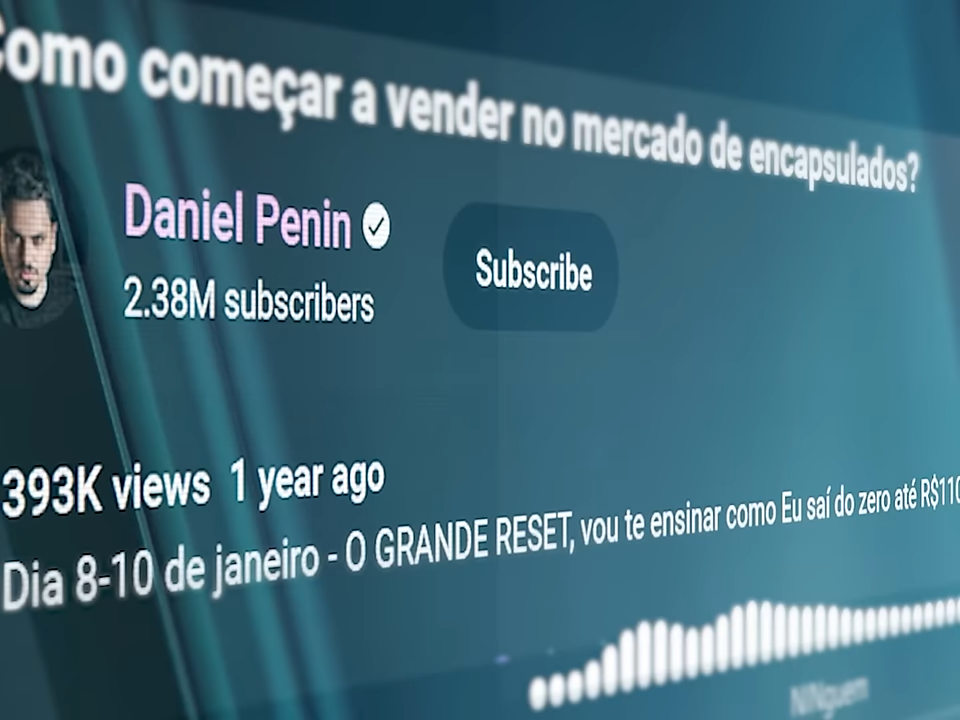 Como começar a vender no mercado de encapsulados?
Daniel Penin
2.38M subscribers
Subscribe
393K views 1 year ago
Dia 8-10 de janeiro - O GRANDE RESET, vou te ensinar como Eu saí do zero até R$110